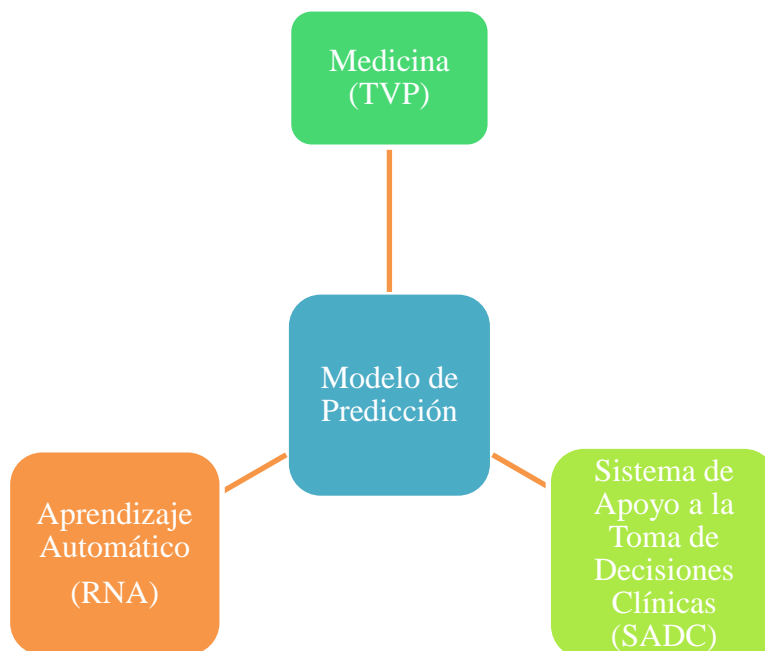 Medicina
(TVP)
Modelo de
Predicción
Aprendizaje
Automático
(RNA)
Sistema de
Apoyo a la
Toma de
Decisiones
Clínicas
(SADC)